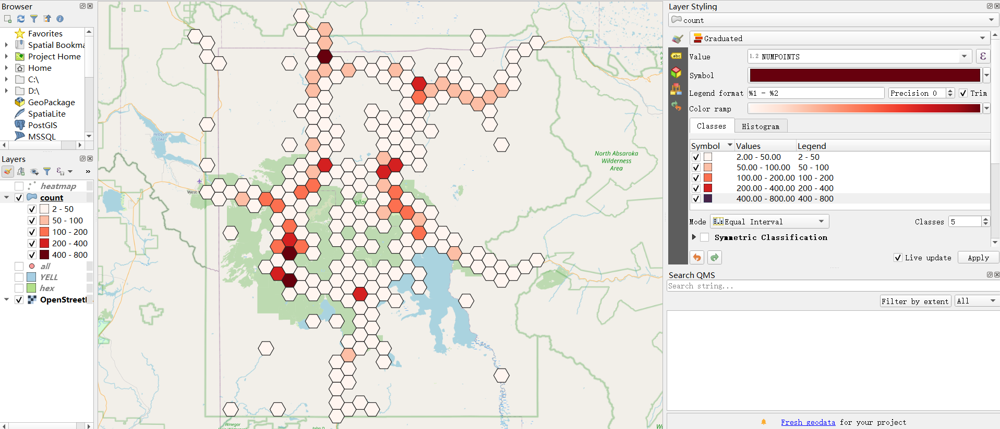 Browser
Favorites
Spatial Bookma
Project Home
Home
C:\
D:\
GeoPackage
SpatiaLite
PostGIS
MSSQL
Layers
»
heatmap
count
2 - 50
50 - 100
100 - 200
200 - 400
400 - 800
all
YELL
hex
OpenStreetI
Hebgen
Lake
West Y
Yellov
North Absaroka
Wilderness
Area
Winegar
John D.
Layer Styling
count
Graduated
Value
1.2 NUMPOINTS
ε
Symbol
Legend format
%1 - %2
Precision 0
Trim
Color ramp
Classes
Histogram
Symbol Values Legend
2.00 - 50.00 2 - 50
50.00 - 100.00 50 - 100
100.00 - 200.00 100 - 200
200.00 - 400.00 200 - 400
400.00 - 800.00 400 - 800
Mode
Equal Interval
Classes 5
Symmetric Classification
Live update
Apply
Search QMS
Search string...
Filter by extent
All
Fresh geodata for your project